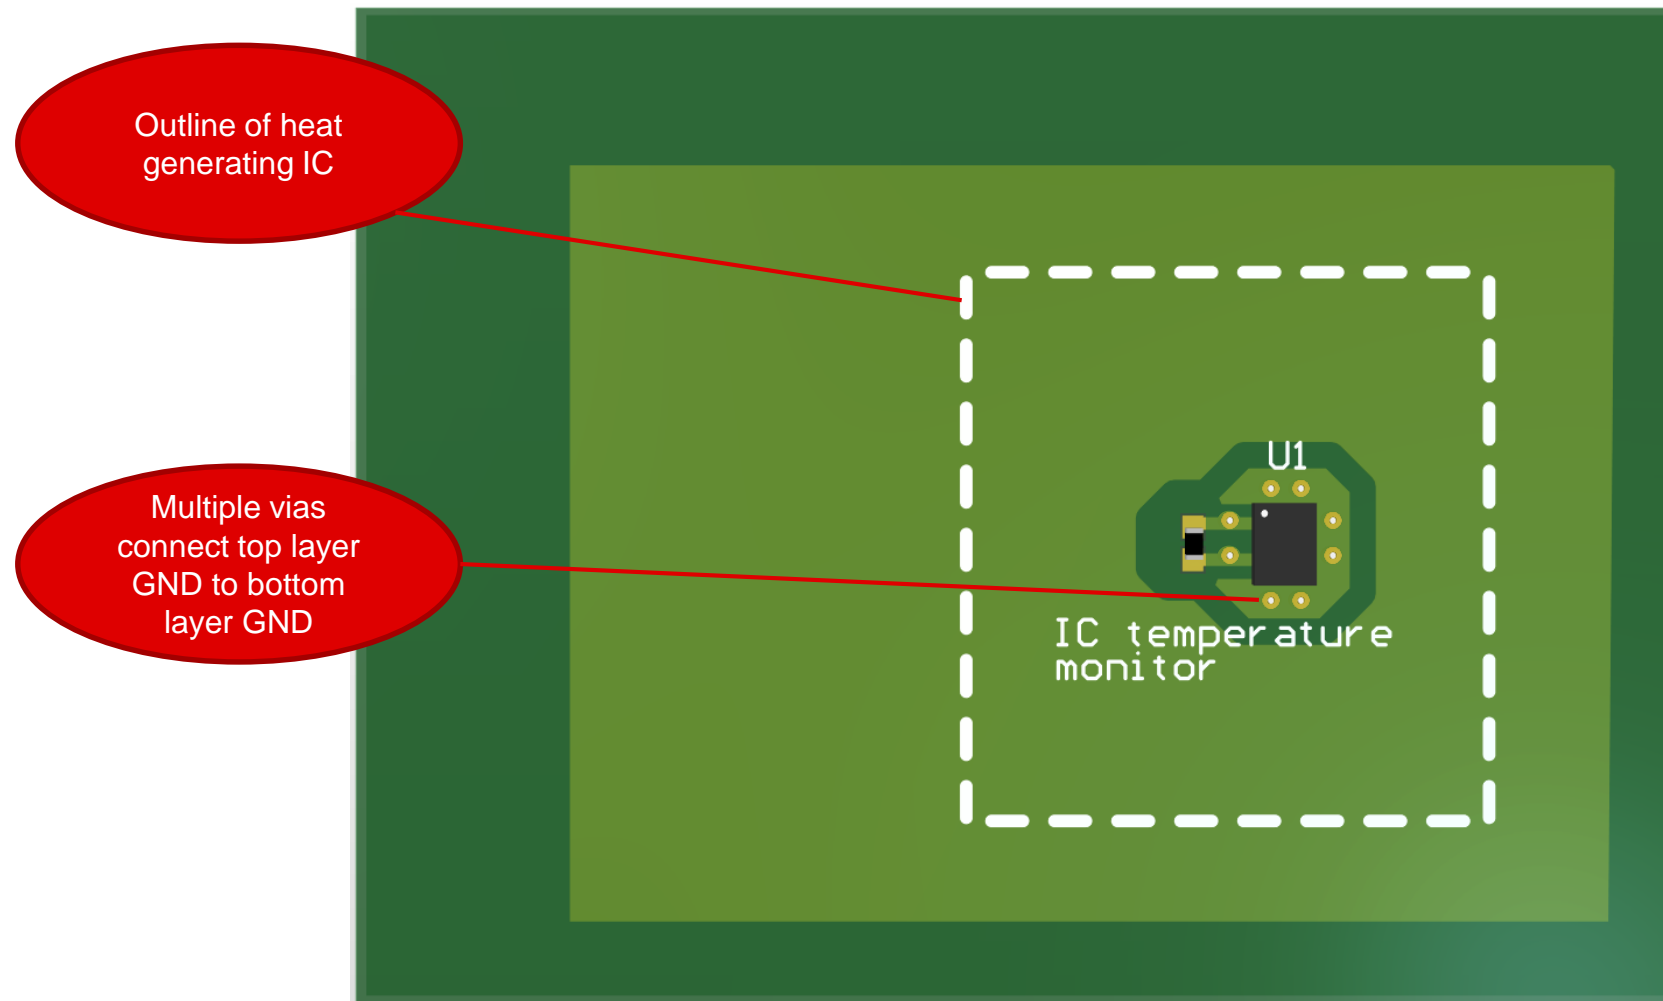 Outline of heat
generating IC
U1
Multiple vias
connect top layer
GND to bottom
layer GND
IC temperature
monitor